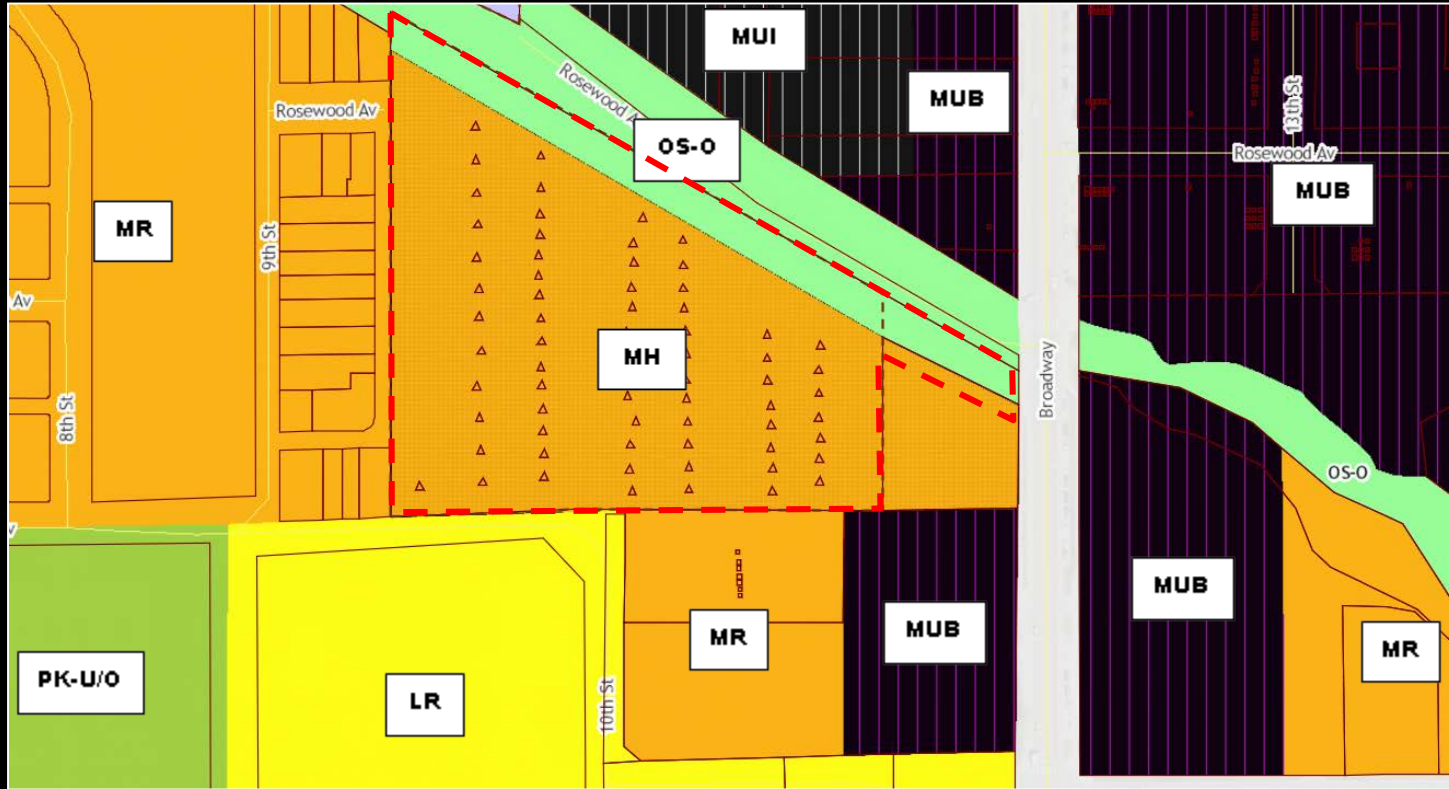 MUI
MUB
Rosewood Av
Rosewood A
13th St
Rosewood Av
OS-O
MUB
MR
9th St
Av
MH
Broadway
8th St
OS-O
MUB
MUB
MR
MR
PK-U/O
LR
10th St